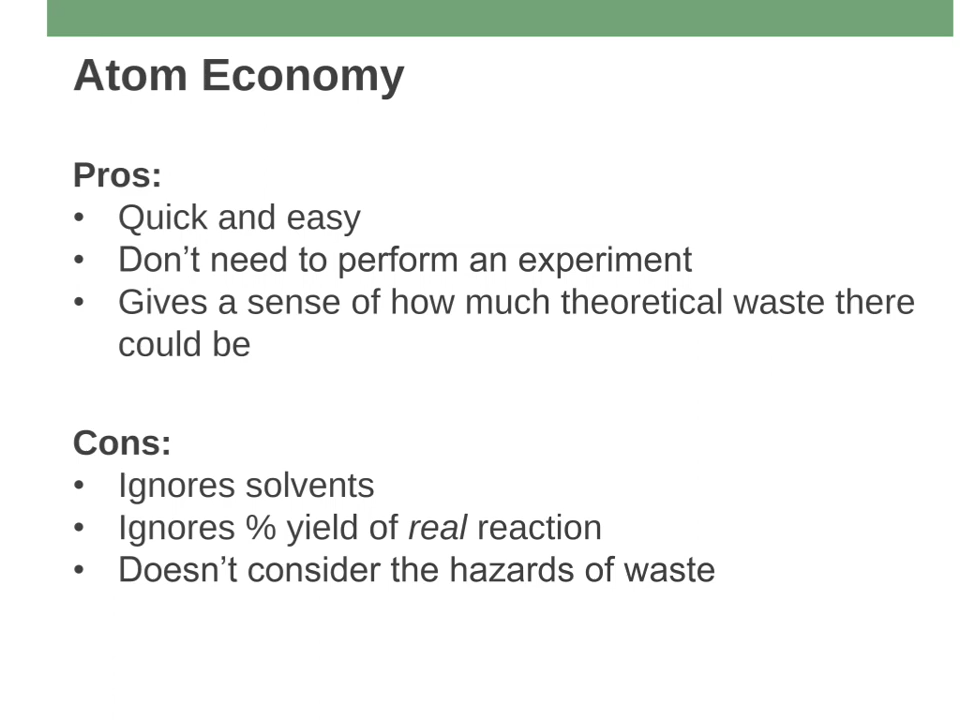 Atom Economy
Pros:
• Quick and easy
• Don’t need to perform an experiment
• Gives a sense of how much theoretical waste there
could be
Cons:
• Ignores solvents
• Ignores % yield of real reaction
• Doesn’t consider the hazards of waste